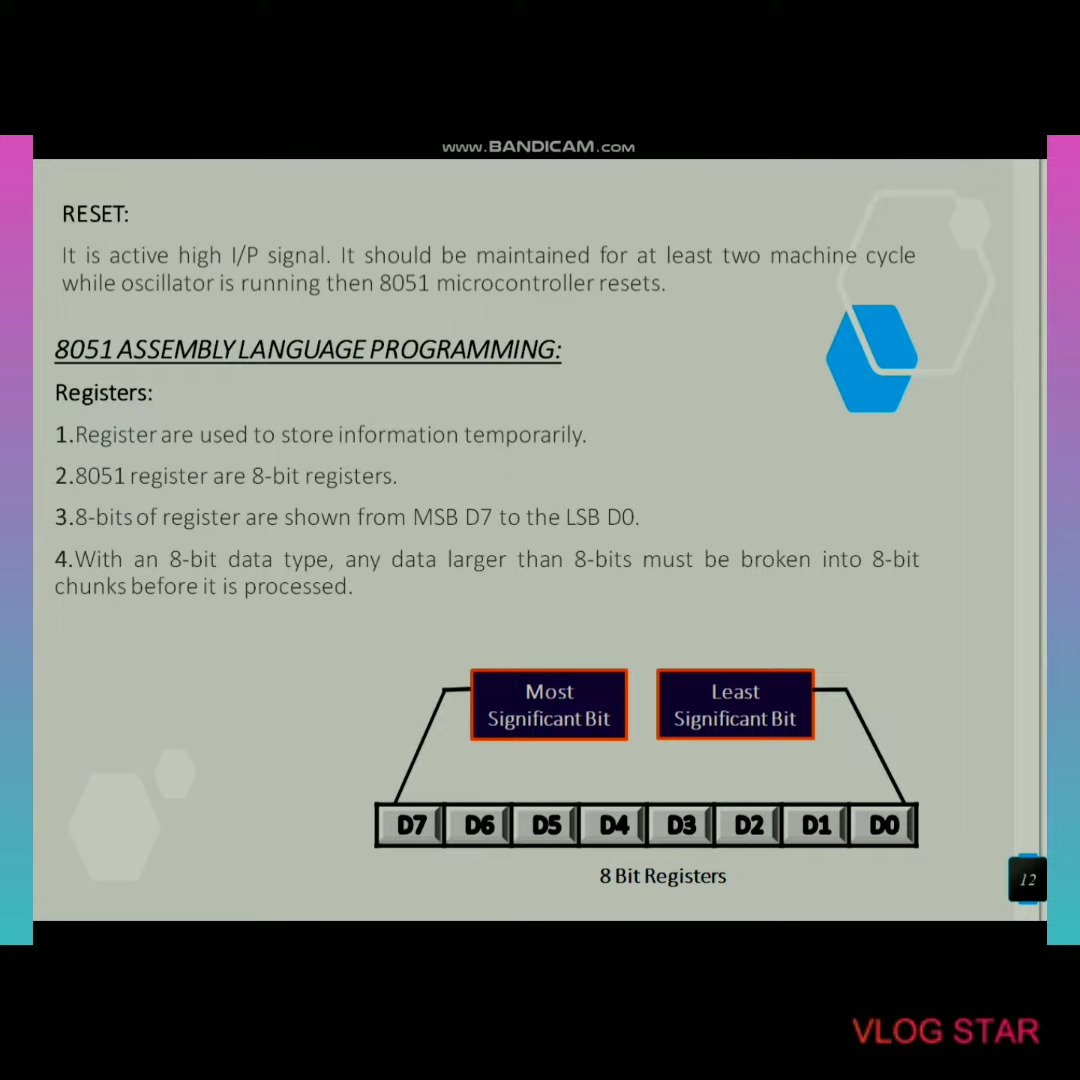 www.BANDICAM.com
RESET:
It is active high I/P signal. It should be maintained for at least two machine cycle
while oscillator is running then 8051 microcontroller resets.
8051 ASSEMBLY LANGUAGE PROGRAMMING:
Registers:
1.Register are used to store information temporarily.
2.8051 register are 8-bit registers.
3.8-bits of register are shown from MSB D7 to the LSB D0.
4.With an 8-bit data type, any data larger than 8-bits must be broken into 8-bit
chunks before it is processed.
Most
Significant Bit
Least
Significant Bit
D7 D6 D5 D4 D3 D2 D1 D0
8 Bit Registers
12
VLOG STAR